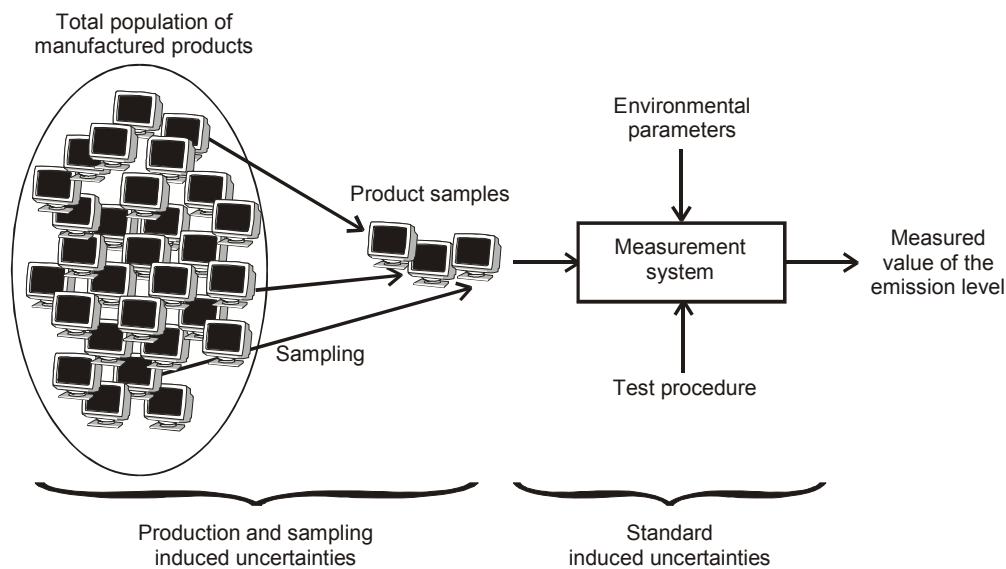 Total population of
manufactured products
Environmental
parameters
Product samples
Measurement
system
Measured
value of the
emission level
Sampling
Test procedure
Production and sampling
induced uncertainties
Standard
induced uncertainties